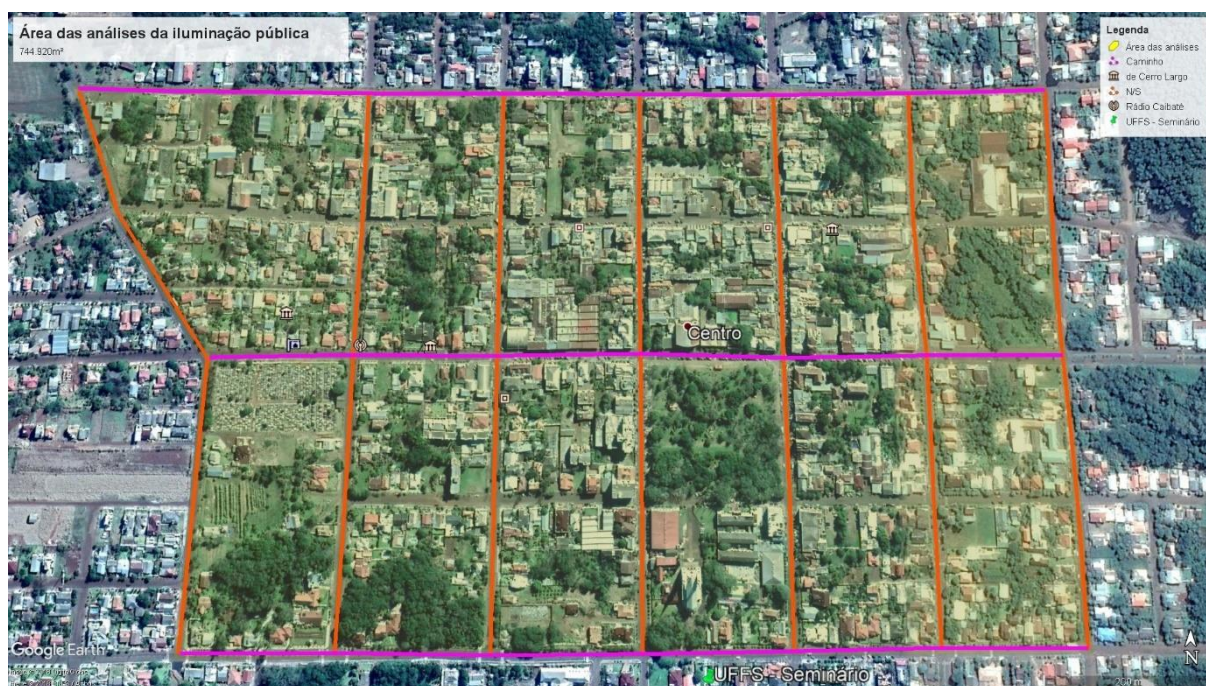 Área das análises da iluminação pública
744.920m²
Legenda
Área das análises
Caminho
de Cerro Largo
N/S
Rádio Caibaté
UFFS - Seminário
Centro
Google Earth
N
UFFS - Seminário
200 m